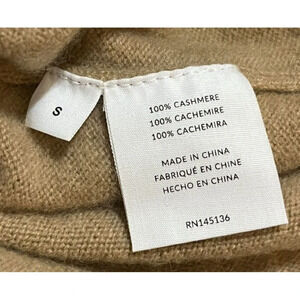 S
100% CASHMERE
100% CACHEMIRE
100% CACHEMIRA
MADE IN CHINA
FABRIQUÉ EN CHINE
HECHO EN CHINA
RN145136